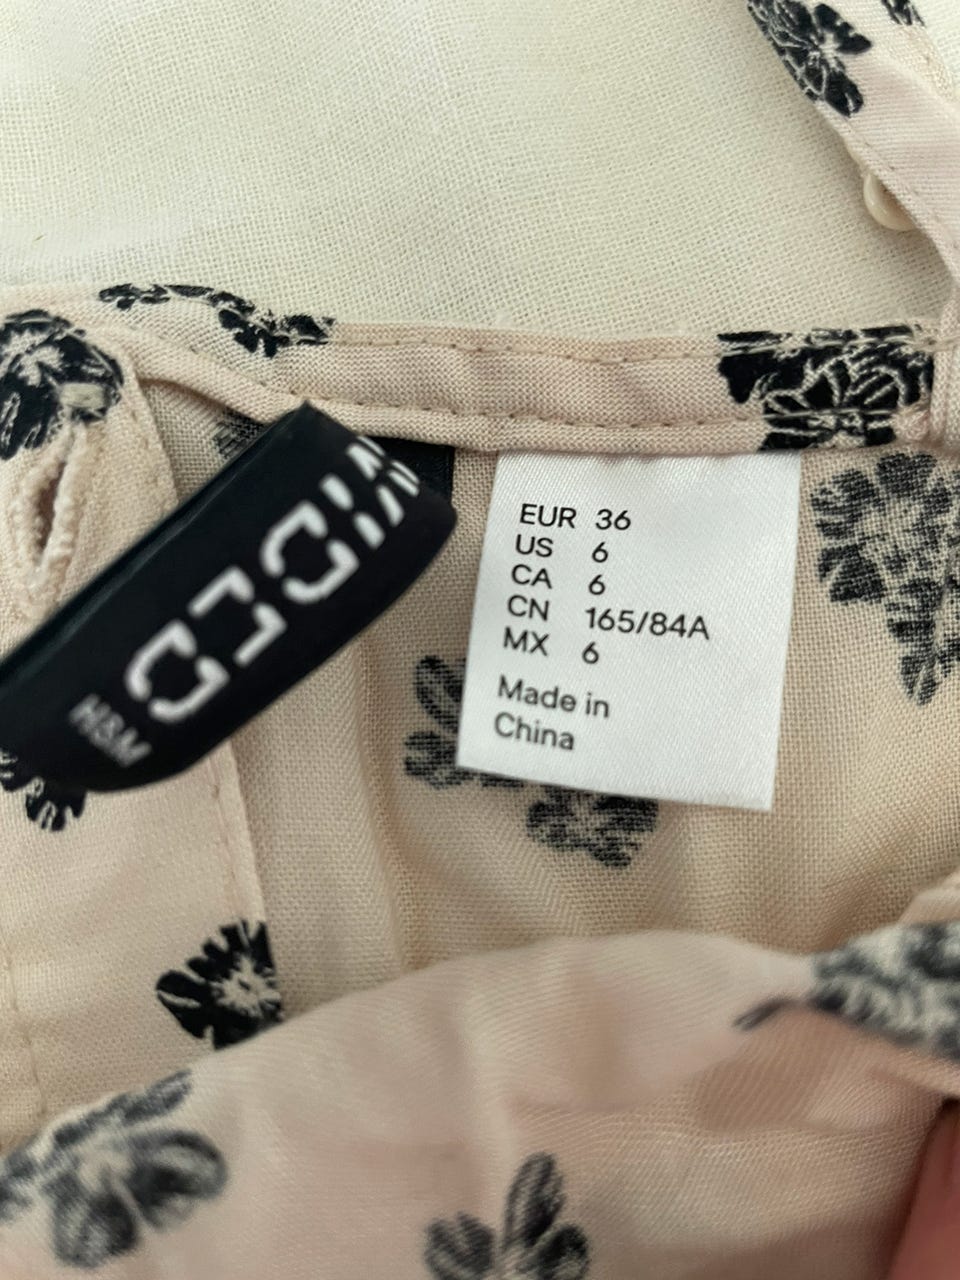 H&M
EUR 36
US 6
CA 6
CN 165/84A
MX 6
Made in
China